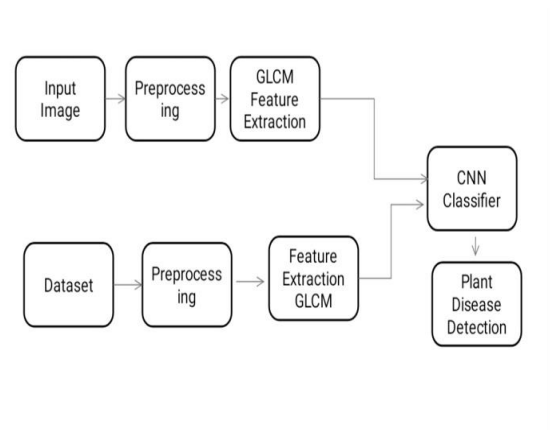 Input
Image
Preprocess
ing
GLCM
Feature
Extraction
CNN
Classifier
Dataset
Preprocess
ing
Feature
Extraction
GLCM
Plant
Disease
Detection